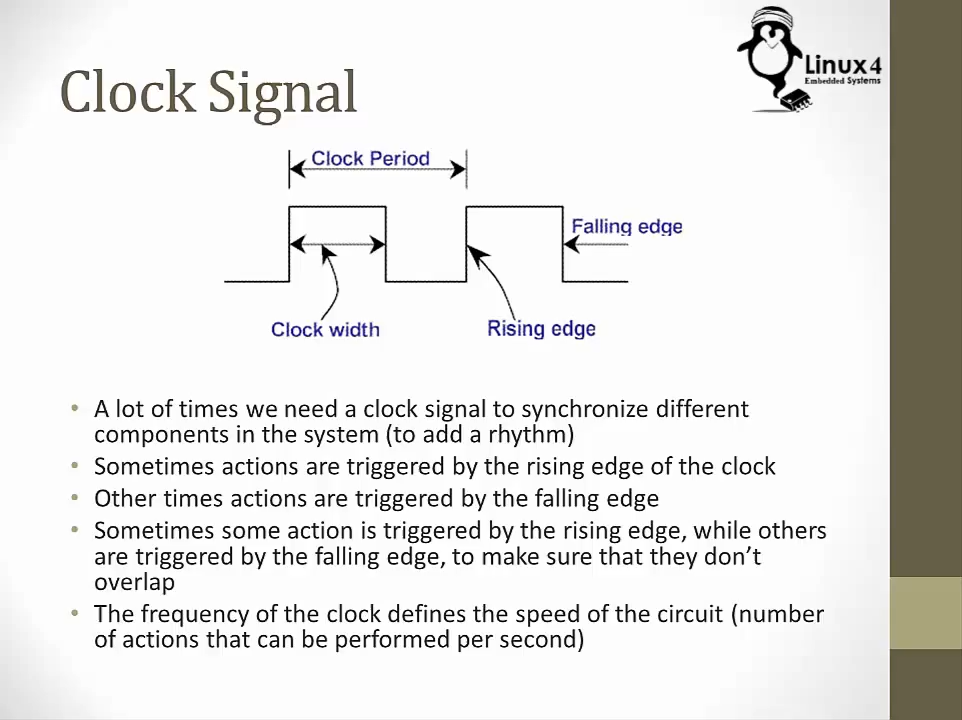 Linux 4
Embedded Systems
Clock Signal
Clock Period
Falling edge
Clock width
Rising edge
• A lot of times we need a clock signal to synchronize different
components in the system (to add a rhythm)
• Sometimes actions are triggered by the rising edge of the clock
• Other times actions are triggered by the falling edge
• Sometimes some action is triggered by the rising edge, while others
are triggered by the falling edge, to make sure that they don’t
overlap
• The frequency of the clock defines the speed of the circuit (number
of actions that can be performed per second)